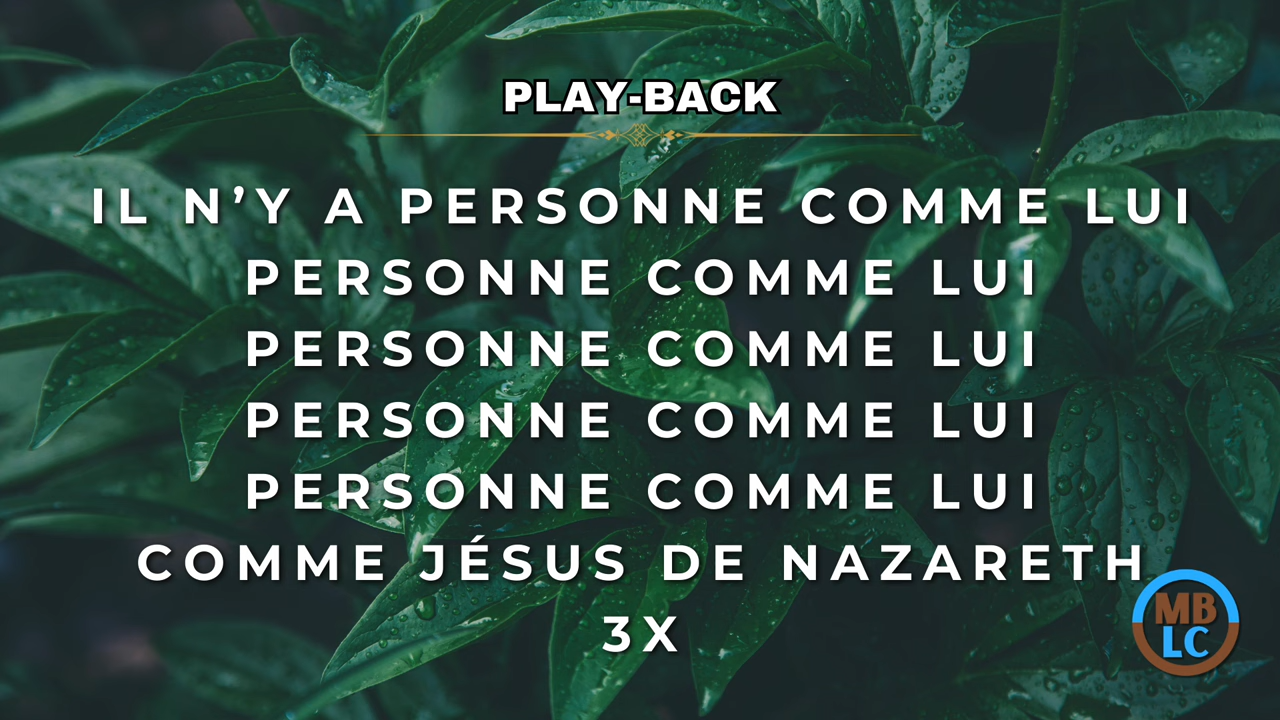 PLAY-BACK
IL N’Y A PERSONNE COMME LUI
PERSONNE COMME LUI
PERSONNE COMME LUI
PERSONNE COMME LUI
PERSONNE COMME LUI
COMME JÉSUS DE NAZARETH
3X
MB
LC